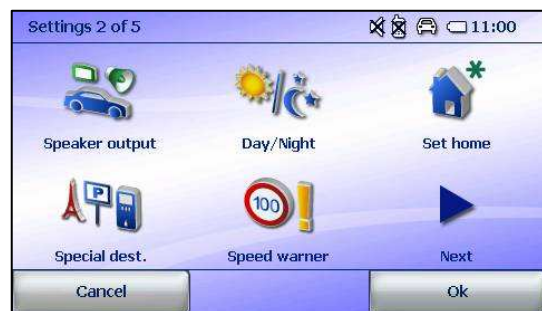 Settings 2 of 5
11:00
Speaker output
Day/Night
Set home
P
100
Special dest.
Speed warner
Next
Cancel
Ok